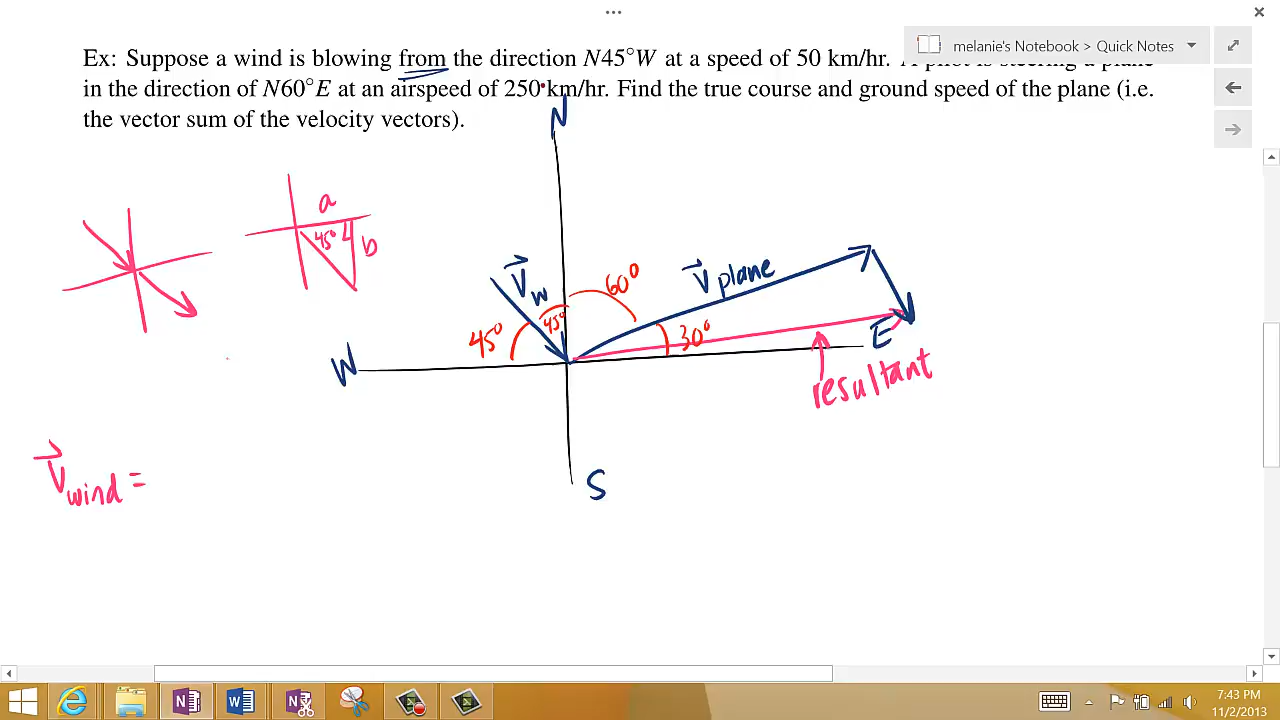 Ex: Suppose a wind is blowing from the direction N45°W at a speed of 50 km/hr.
in the direction of N60°E at an airspeed of 250 km/hr. Find the true course and ground speed of the plane (i.e.
the vector sum of the velocity vectors).
melanie's Notebook > Quick Notes
N
a
45°
b
V w
60°
V plane
45°
45°
30°
E
W
resultant
V wind =
S
7:43 PM
11/2/2013